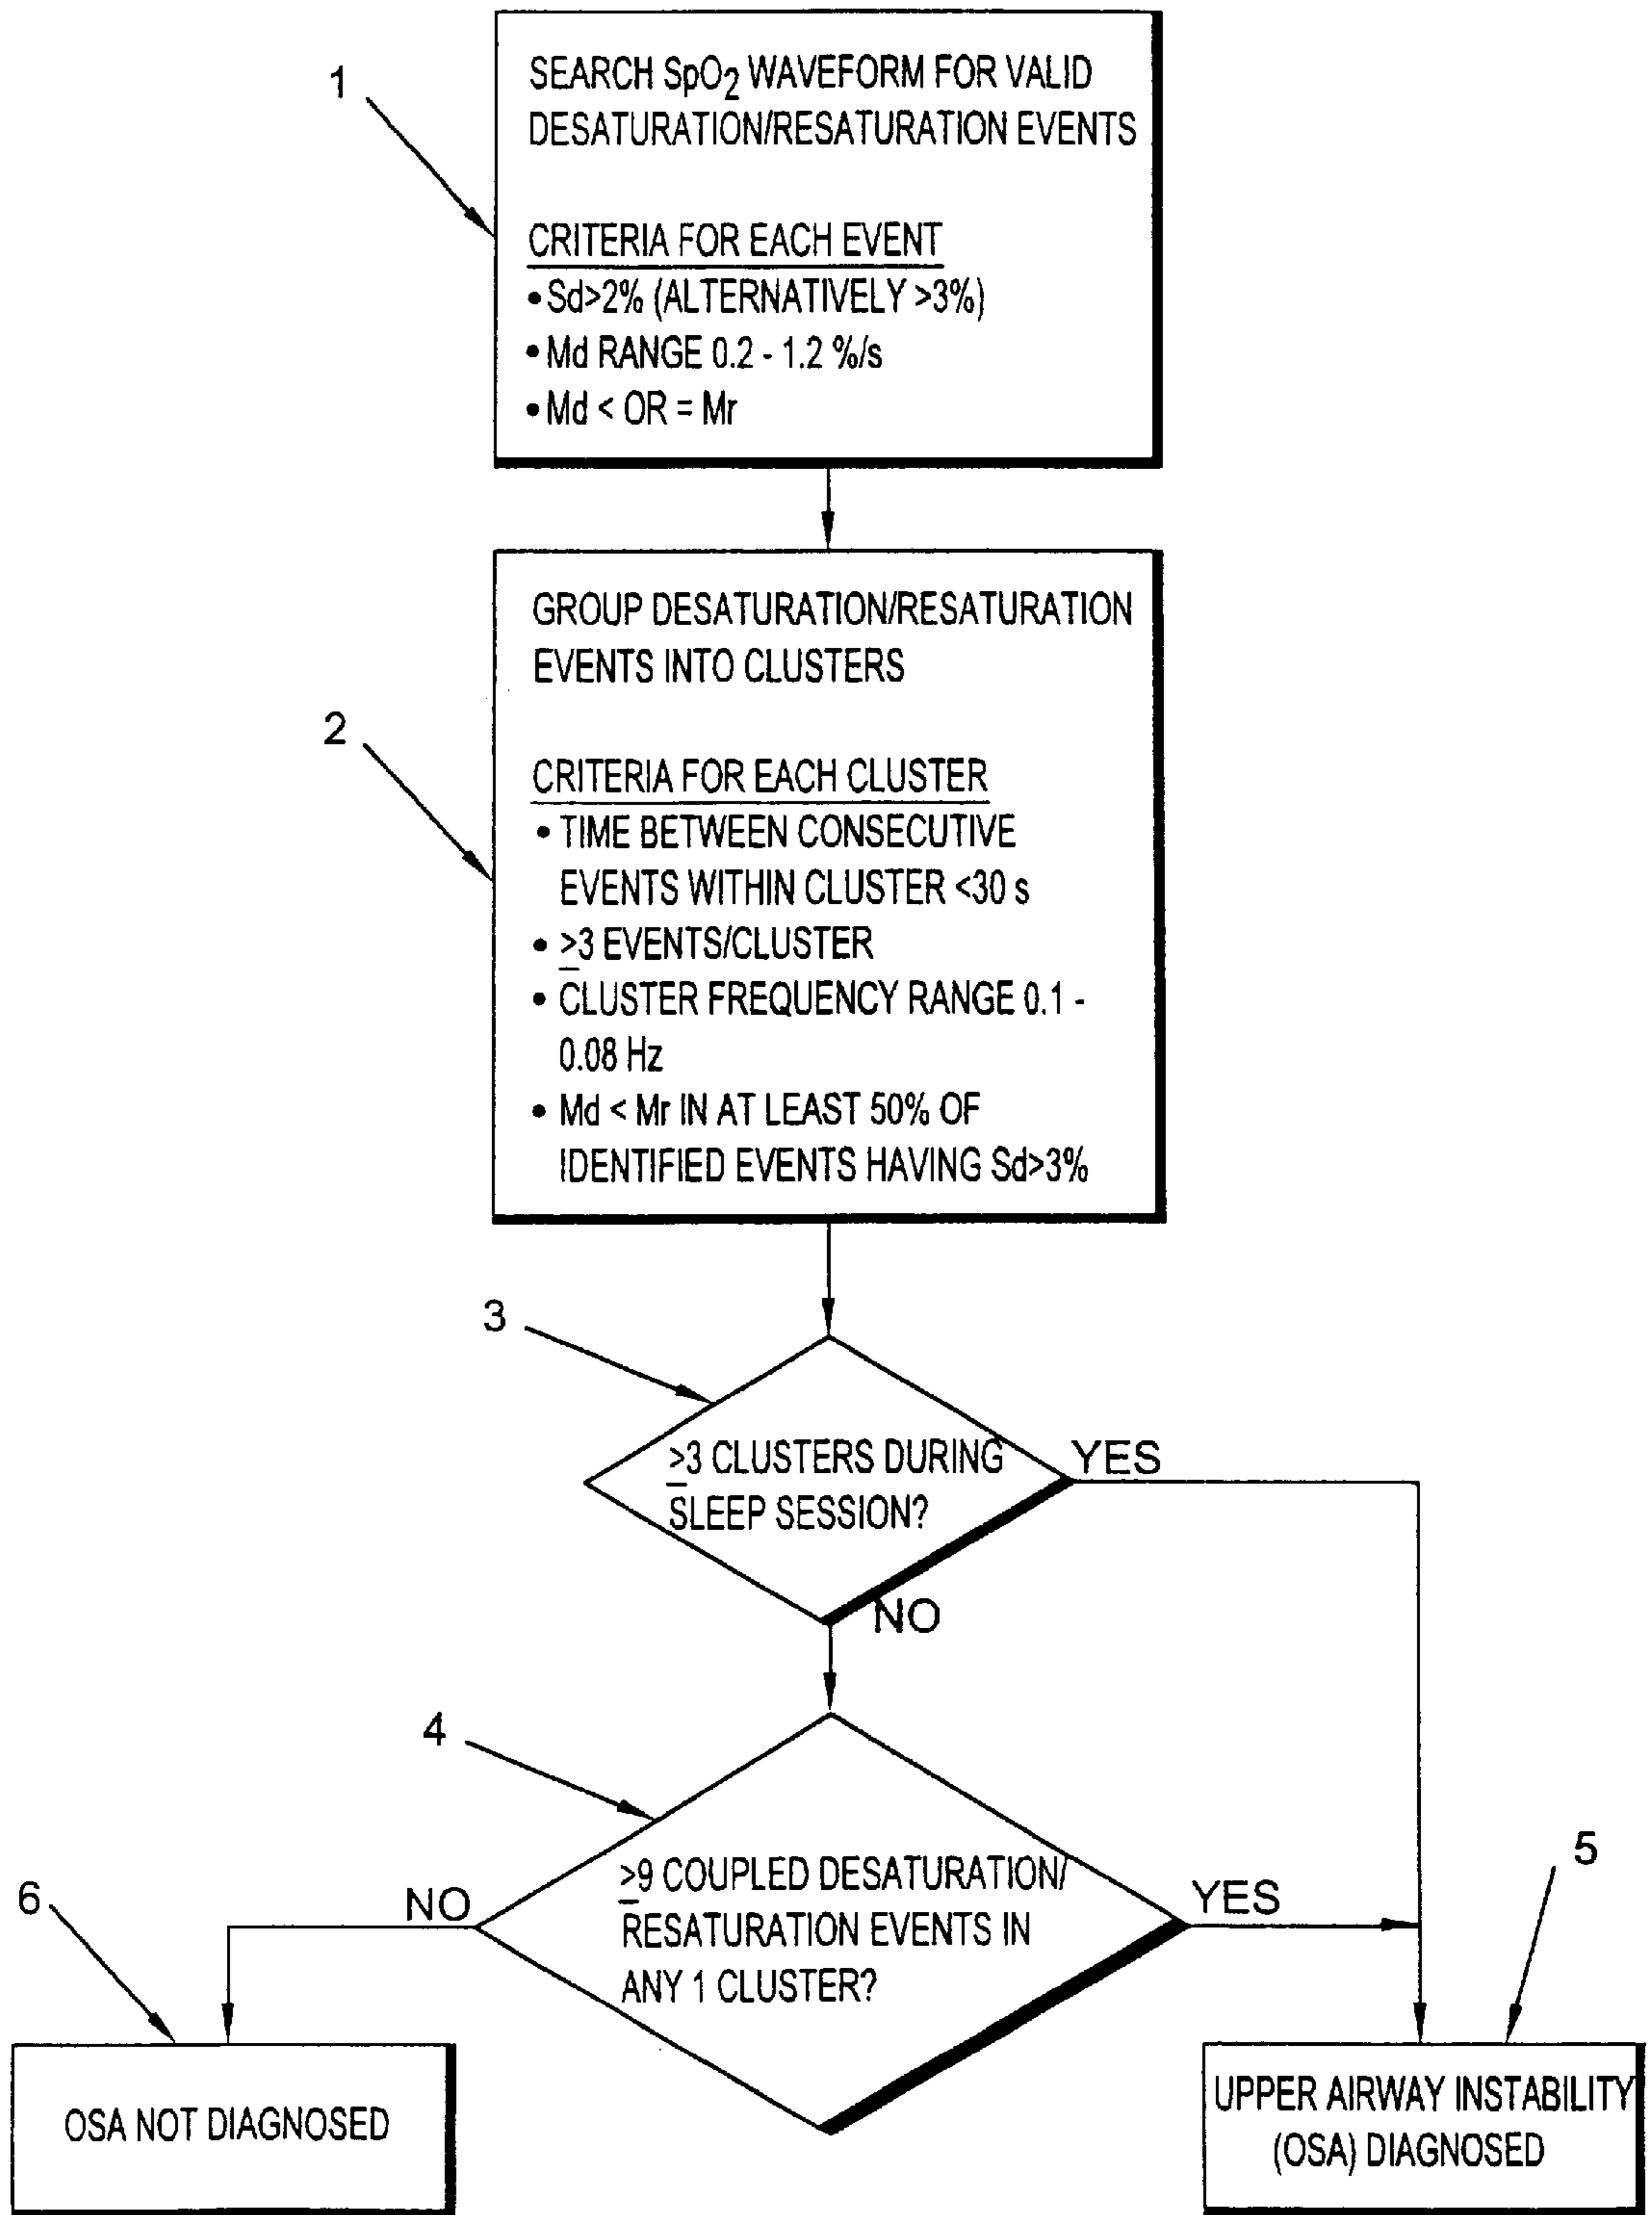 1
SEARCH SpO2 WAVEFORM FOR VALID
DESATURATION/RESATURATION EVENTS
CRITERIA FOR EACH EVENT
•Sd>2% (ALTERNATIVELY >3%)
•Md RANGE 0.2 - 1.2 %/s
•Md < OR = Mr
2
GROUP DESATURATION/RESATURATION
EVENTS INTO CLUSTERS
CRITERIA FOR EACH CLUSTER
• TIME BETWEEN CONSECUTIVE
EVENTS WITHIN CLUSTER <30 s
• ≥3 EVENTS/CLUSTER
• CLUSTER FREQUENCY RANGE 0.1 -
0.08 Hz
• Md < Mr IN AT LEAST 50% OF
IDENTIFIED EVENTS HAVING Sd>3%
3
≥3 CLUSTERS DURING
SLEEP SESSION?
YES
NO
4
≥9 COUPLED DESATURATION/
RESATURATION EVENTS IN
ANY 1 CLUSTER?
NO
YES
5
6
OSA NOT DIAGNOSED
UPPER AIRWAY INSTABILITY
(OSA) DIAGNOSED